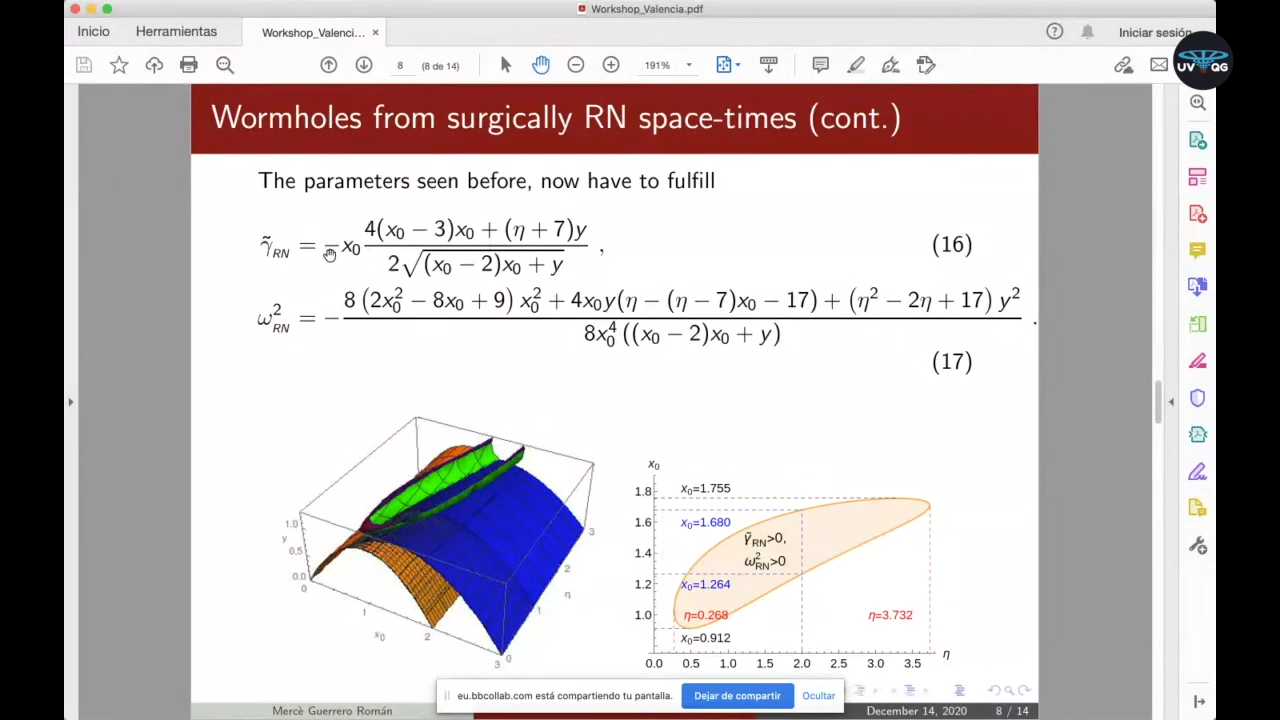 Workshop_Valencia.pdf
Inicio Herramientas Workshop_Valenci... × Iniciar sesión
8 (8 de 14) 191%
UV QG
Wormholes from surgically RN space-times (cont.)
The parameters seen before, now have to fulfill
γ̃_RN = − x₀ (4(x₀ − 3)x₀ + (η + 7)y) / (2√((x₀ − 2)x₀ + y)) , (16)
ω²_RN = − (8 (2x₀² − 8x₀ + 9) x₀² + 4x₀y(η − (η − 7)x₀ − 17) + (η² − 2η + 17) y²) / (8x₀⁴ ((x₀ − 2)x₀ + y)) .
(17)
1.0
y
0.5
0.0
0
1
x₀
2
3
0
1
η
2
3
x₀
1.8
1.6
1.4
1.2
1.0
x₀=1.755
x₀=1.680
γ̃_RN>0,
ω²_RN>0
x₀=1.264
η=0.268 η=3.732
x₀=0.912
0.0 0.5 1.0 1.5 2.0 2.5 3.0 3.5 η
eu.bbcollab.com está compartiendo tu pantalla. Dejar de compartir Ocultar
Mercè Guerrero Román December 14, 2020 8 / 14